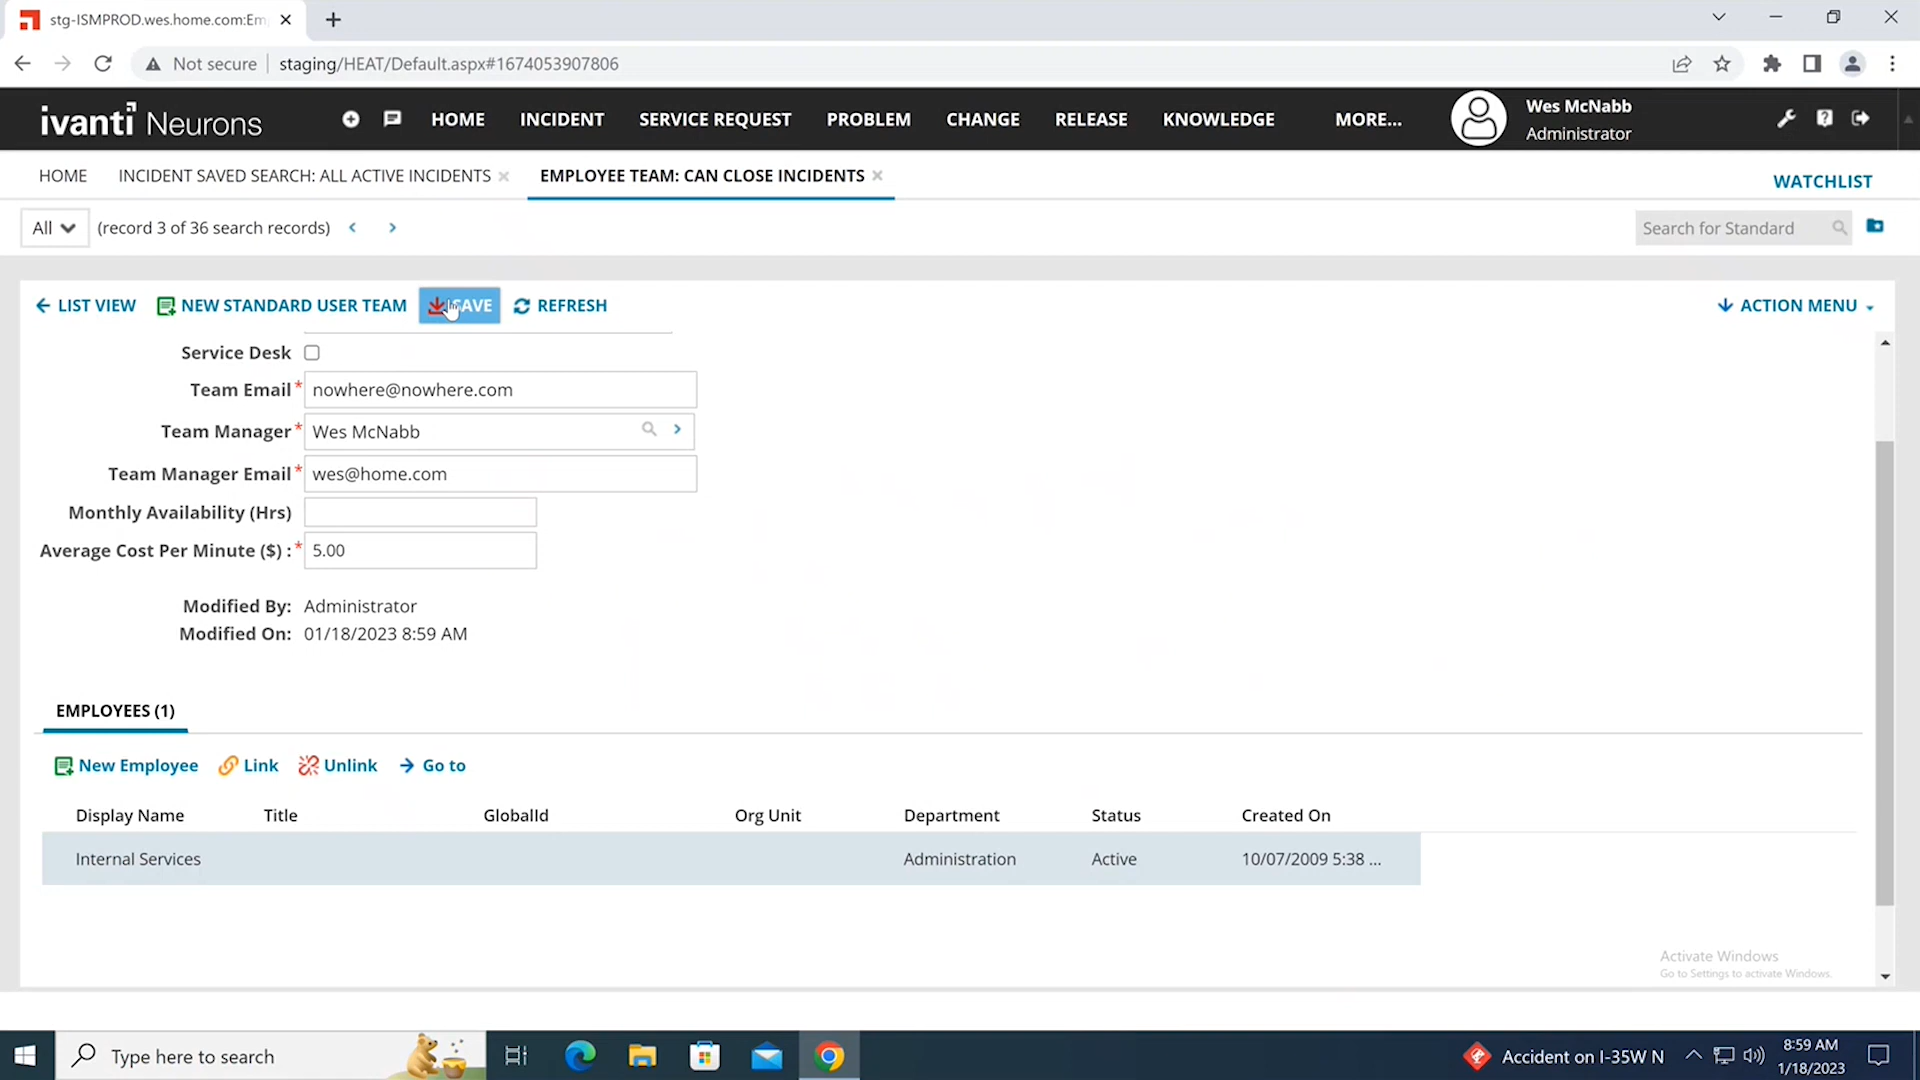 stg-ISMPROD.wes.home.com:Em
Not secure
staging/HEAT/Default.aspx#1674053907806
ivanti Neurons
HOME
INCIDENT
SERVICE REQUEST
PROBLEM
CHANGE
RELEASE
KNOWLEDGE
MORE...
Wes McNabb
Administrator
HOME
INCIDENT SAVED SEARCH: ALL ACTIVE INCIDENTS
EMPLOYEE TEAM: CAN CLOSE INCIDENTS
WATCHLIST
All
(record 3 of 36 search records)
Search for Standard
LIST VIEW
NEW STANDARD USER TEAM
SAVE
REFRESH
ACTION MENU
Service Desk
Team Email* nowhere@nowhere.com
Team Manager* Wes McNabb
Team Manager Email* wes@home.com
Monthly Availability (Hrs)
Average Cost Per Minute ($) :* 5.00
Modified By: Administrator
Modified On: 01/18/2023 8:59 AM
EMPLOYEES (1)
New Employee
Link
Unlink
Go to
Display Name Title GlobalId Org Unit Department Status Created On
Internal Services Administration Active 10/07/2009 5:38 ...
Activate Windows
Go to Settings to activate Windows.
Type here to search
Accident on I-35W N
8:59 AM
1/18/2023